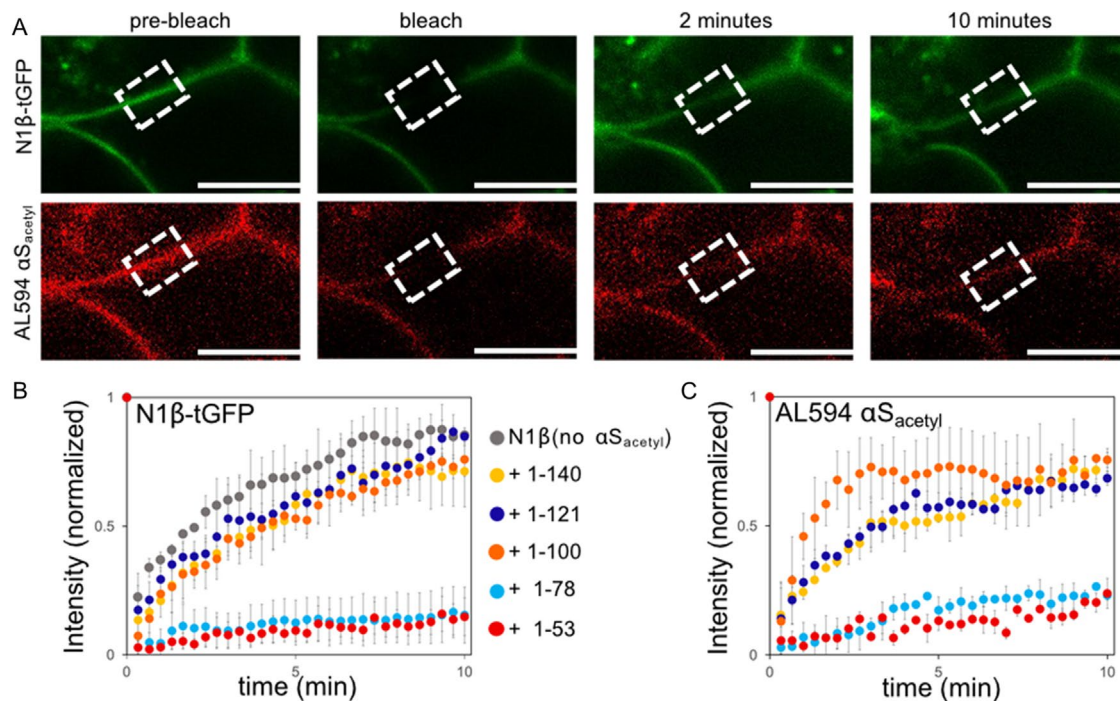 A
pre-bleach
bleach
2 minutes
10 minutes
N1β-tGFP
AL594 αSacetyl
B
N1β-tGFP
Intensity (normalized)
1
0.5
0
5
10
time (min)
N1β(no αSacetyl)
+ 1-140
+ 1-121
+ 1-100
+ 1-78
+ 1-53
C
AL594 αSacetyl
Intensity (normalized)
1
0.5
0
0
5
10
time (min)